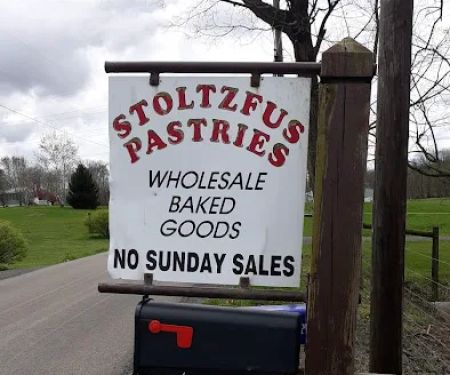 STOLTZFUS
PASTRIES
WHOLESALE
BAKED
GOODS
NO SUNDAY SALES